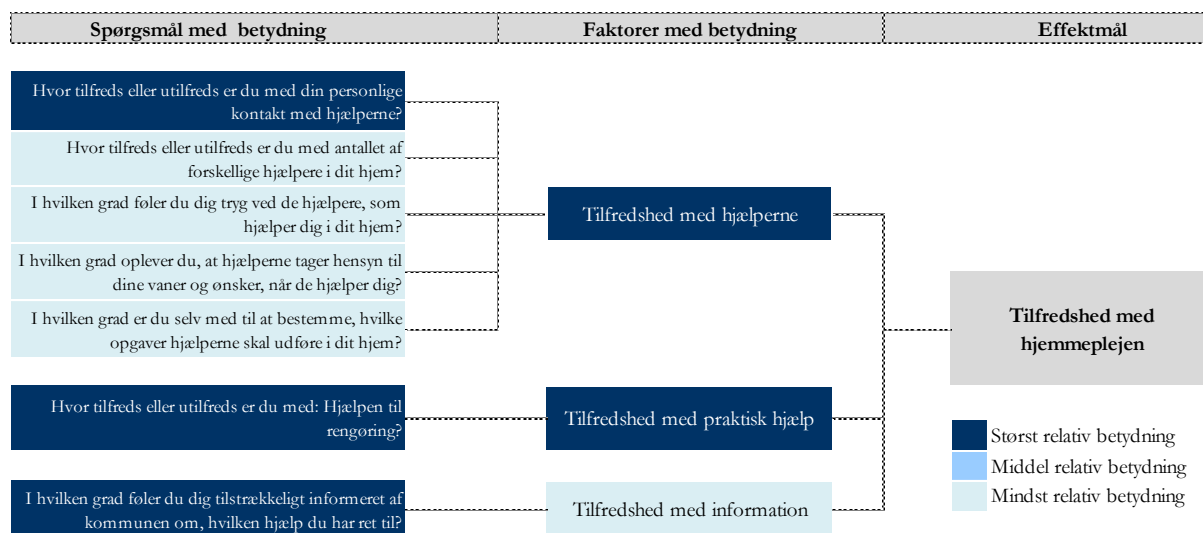 Spørgsmål med betydning
Faktorer med betydning
Effektmål
Hvor tilfreds eller utilfreds er du med din personlige
kontakt med hjælperne?
Hvor tilfreds eller utilfreds er du med antallet af
forskellige hjælpere i dit hjem?
I hvilken grad føler du dig tryg ved de hjælpere, som
hjælper dig i dit hjem?
I hvilken grad oplever du, at hjælperne tager hensyn til
dine vaner og ønsker, når de hjælper dig?
I hvilken grad er du selv med til at bestemme, hvilke
opgaver hjælperne skal udføre i dit hjem?
Hvor tilfreds eller utilfreds er du med: Hjælpen til
rengøring?
I hvilken grad føler du dig tilstrækkeligt informeret af
kommunen om, hvilken hjælp du har ret til?
Tilfredshed med hjælperne
Tilfredshed med praktisk hjælp
Tilfredshed med information
Tilfredshed med
hjemmeplejen
Størst relativ betydning
Middel relativ betydning
Mindst relativ betydning